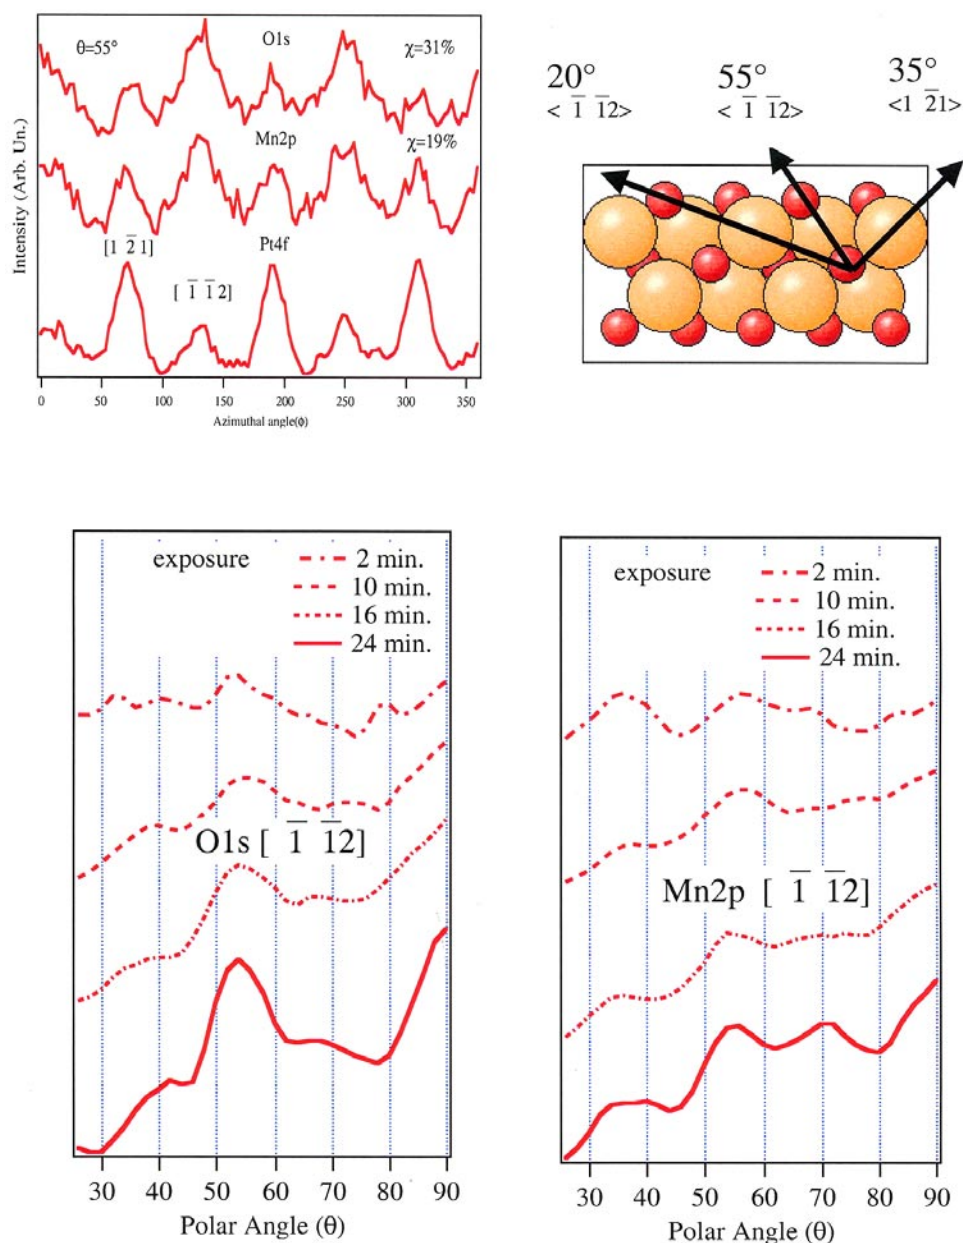 θ=55°
O1s
χ=31%
Mn2p
χ=19%
[1 2̅ 1]
Pt4f
[ 1̅ 1̅ 2]
Intensity (Arb. Un.)
0 50 100 150 200 250 300 350
Azimuthal angle(ϕ)
20° 55° 35°
< 1̅ 1̅2> < 1̅ 1̅2> <1 2̅1>
exposure
2 min.
10 min.
16 min.
24 min.
O1s [ 1̅ 1̅2]
30 40 50 60 70 80 90
Polar Angle (θ)
exposure
2 min.
10 min.
16 min.
24 min.
Mn2p [ 1̅ 1̅2]
30 40 50 60 70 80 90
Polar Angle (θ)